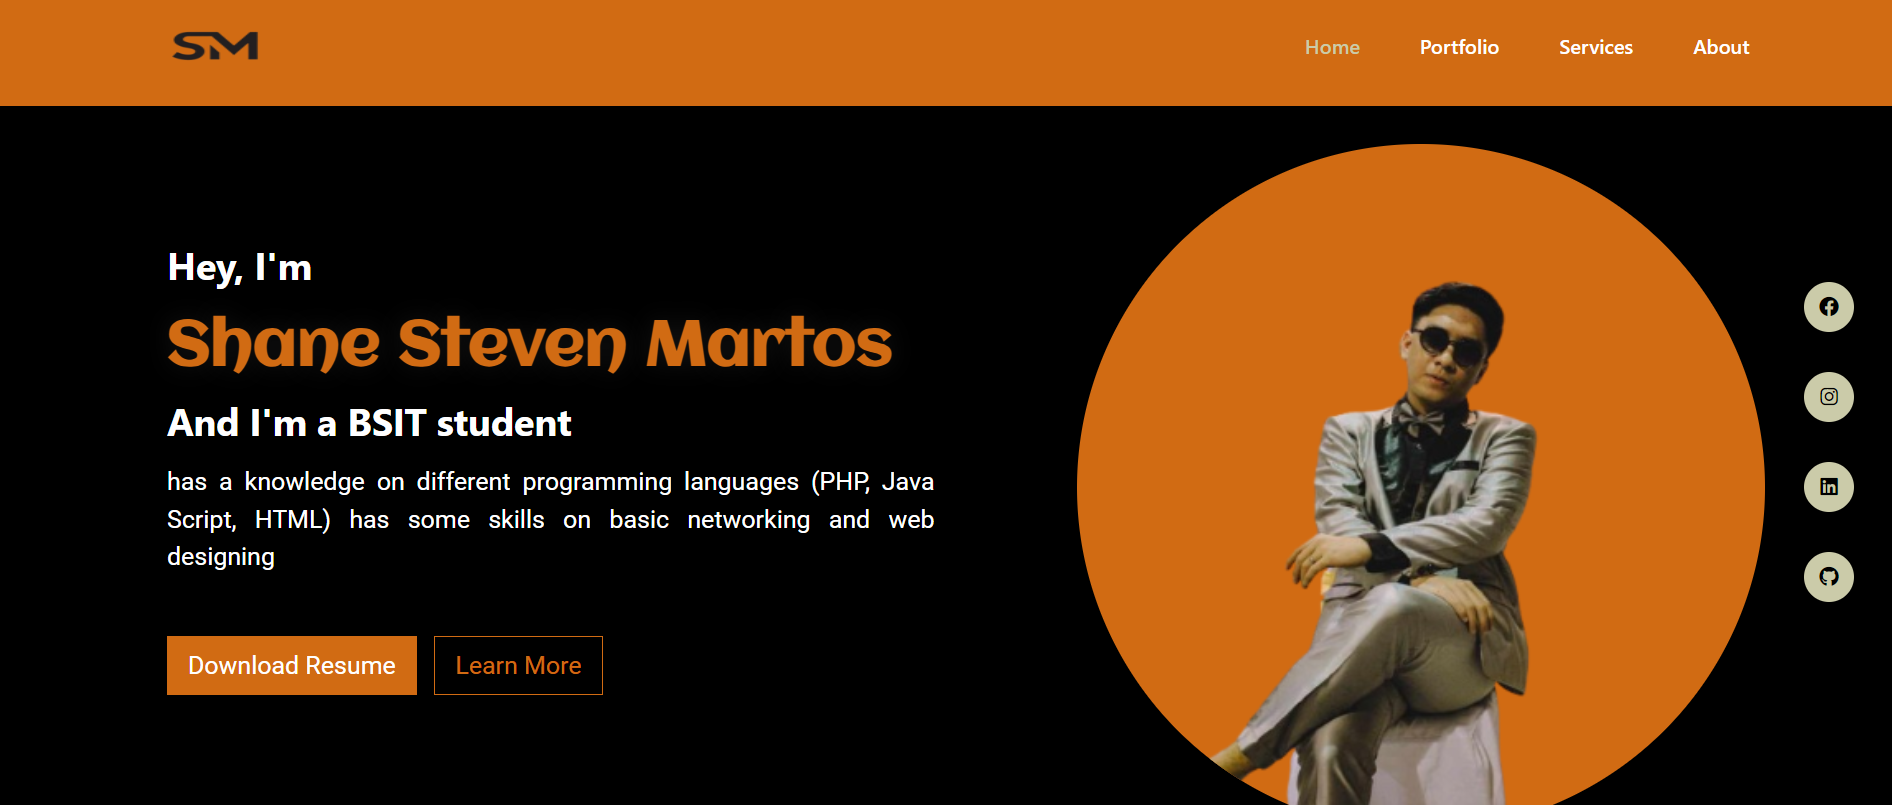 SM
Home Portfolio Services About
Hey, I'm
Shane Steven Martos
And I'm a BSIT student
has a knowledge on different programming languages (PHP, Java
Script, HTML) has some skills on basic networking and web
designing
Download Resume Learn More